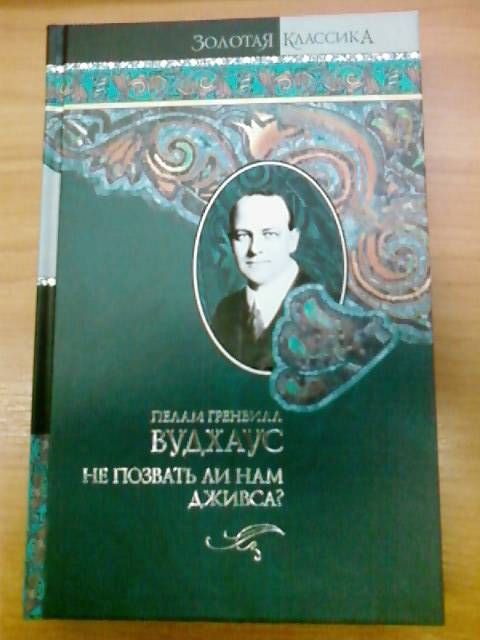 ЗОЛОТАЯ КЛАССИКА
ПЕЛАМ ГРЕНВИЛЛ
ВУДХАУС
НЕ ПОЗВАТЬ ЛИ НАМ
ДЖИВСА?